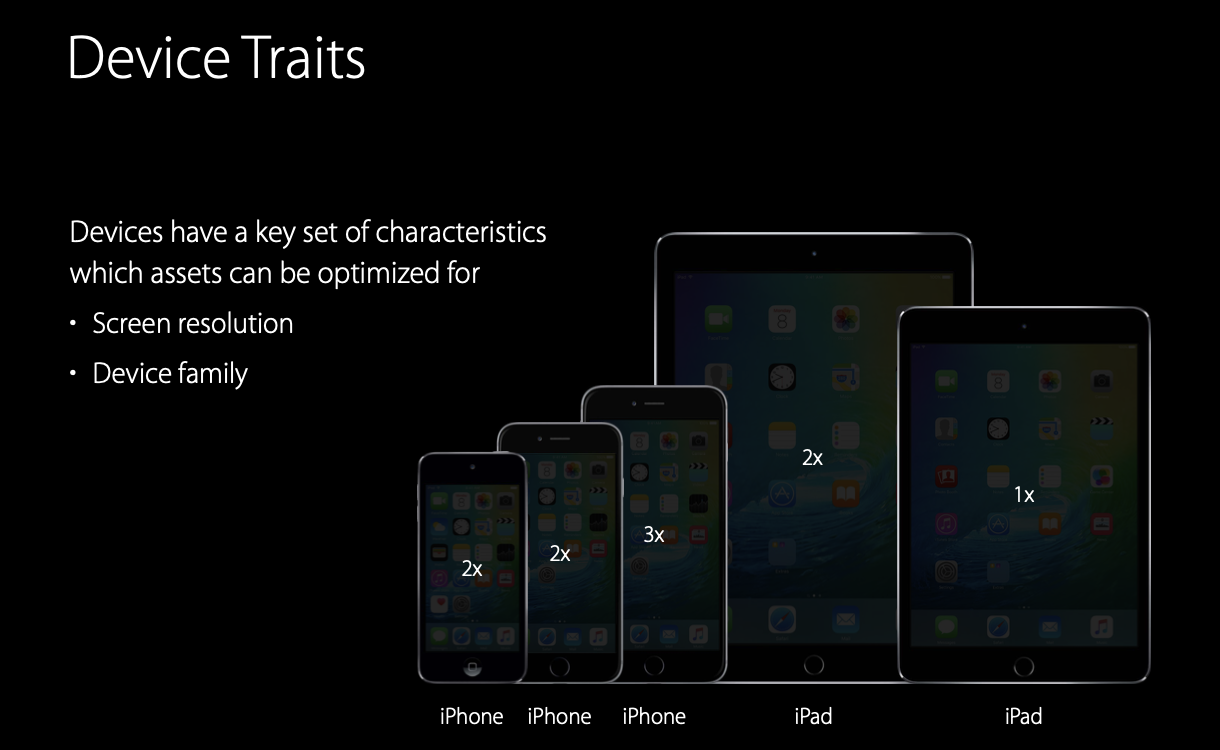 Device Traits
Devices have a key set of characteristics
which assets can be optimized for
• Screen resolution
• Device family
2x
1x
3x
2x
2x
iPhone iPhone iPhone iPad iPad